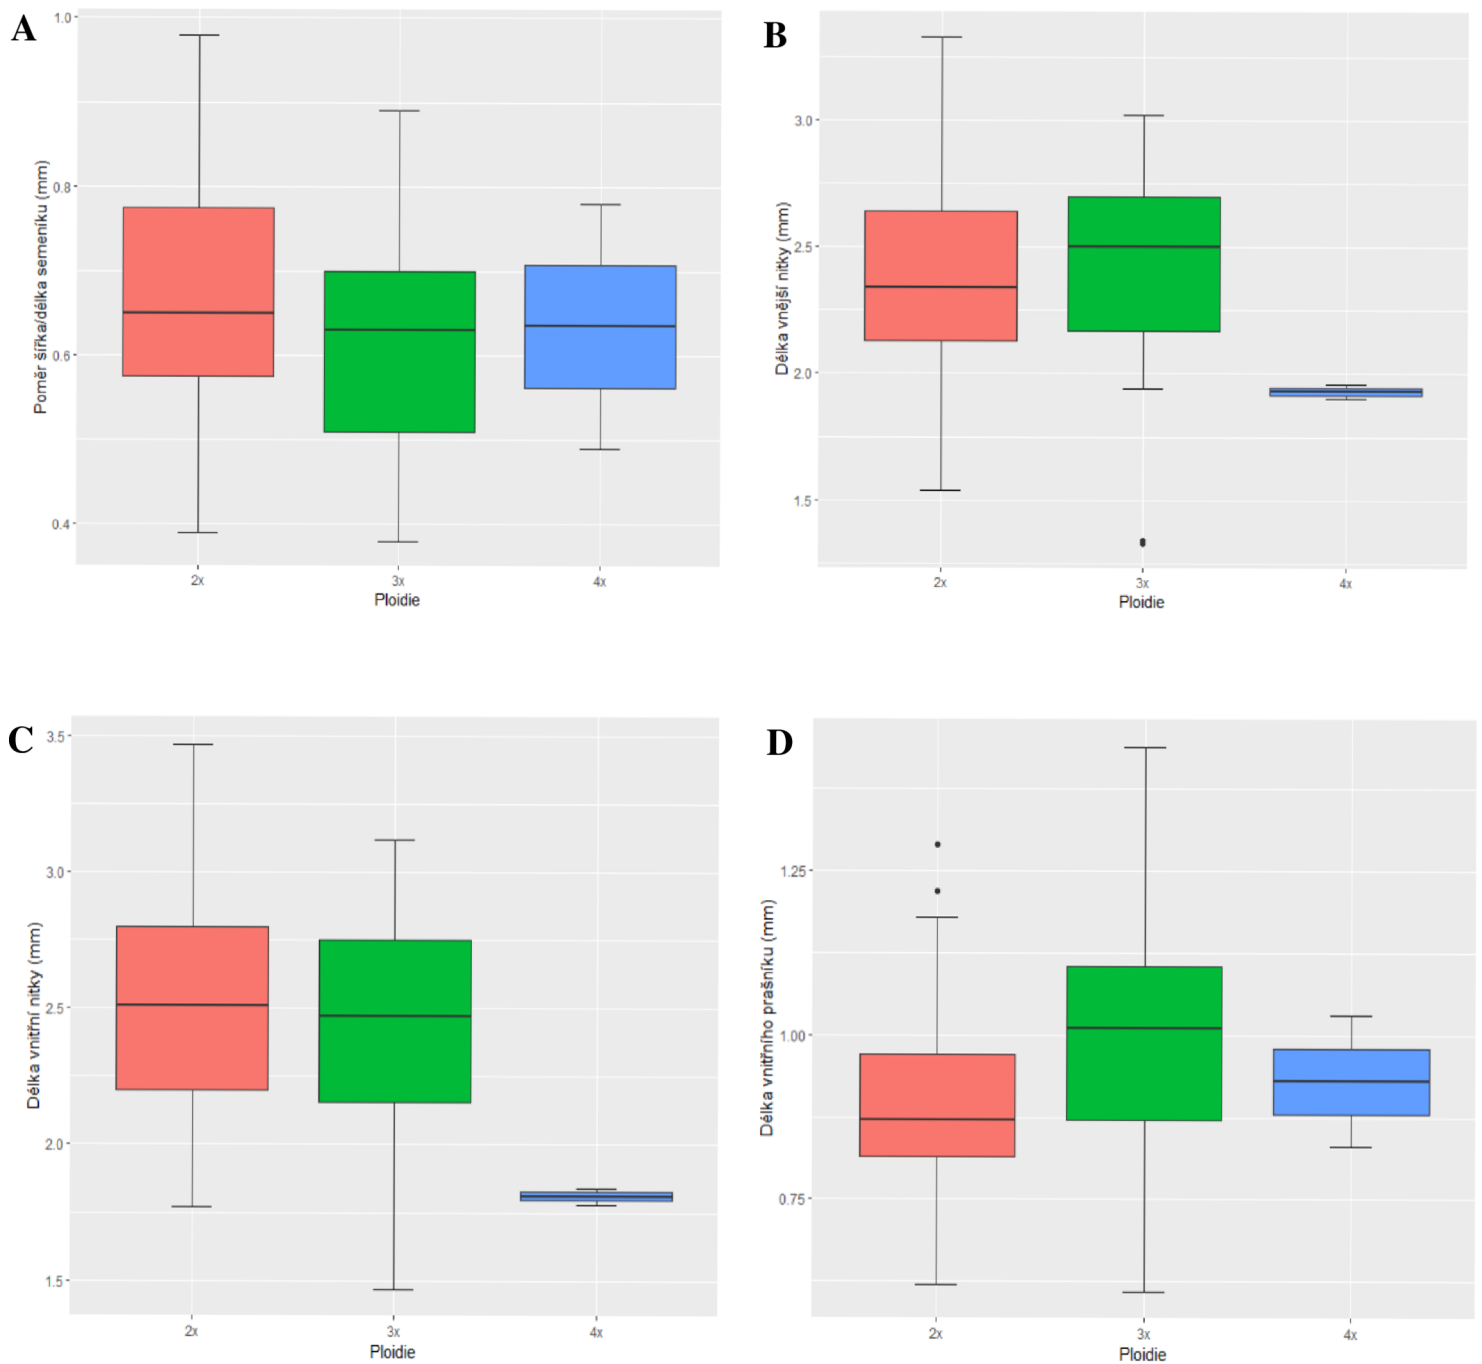 A
Poměr šířka/délka semeníku (mm)
1.0
0.8
0.6
0.4
2x
3x
4x
Ploidie
B
Délka vnější nitky (mm)
3.0
2.5
2.0
1.5
2x
3x
4x
Ploidie
C
Délka vnitřní nitky (mm)
3.5
3.0
2.5
2.0
1.5
2x
3x
4x
Ploidie
D
Délka vnitřního prašníku (mm)
1.25
1.00
0.75
2x
3x
4x
Ploidie